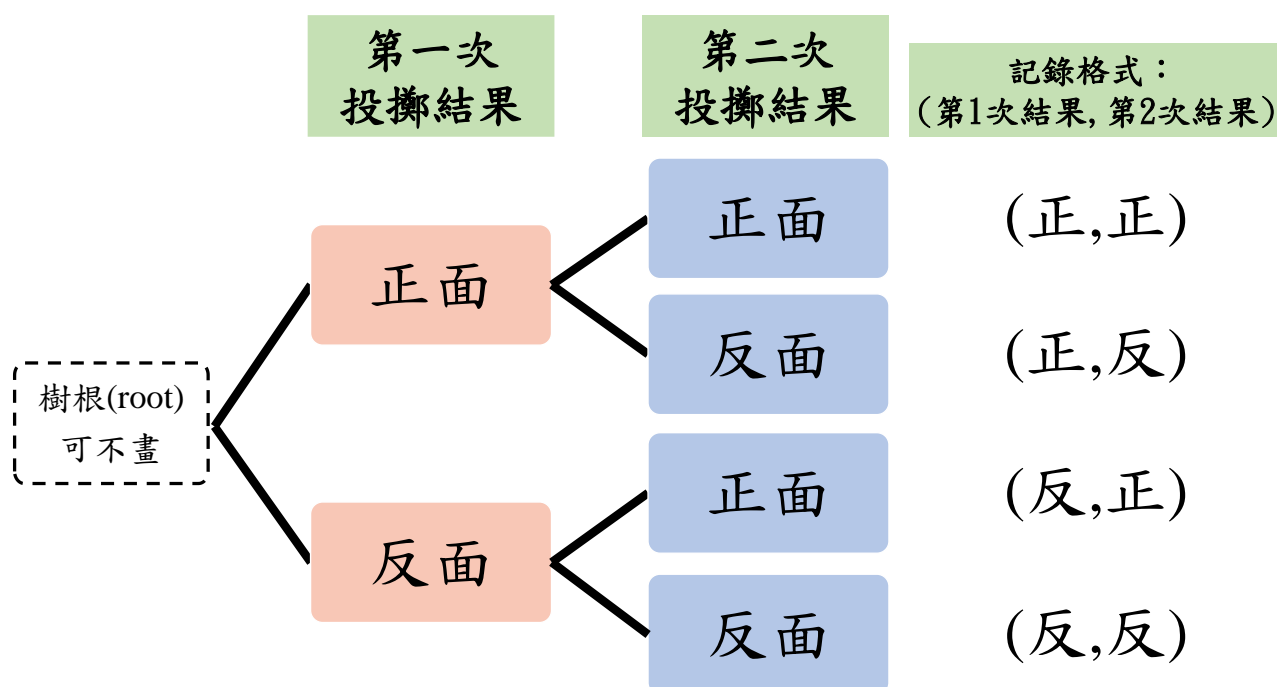 第一次
投擲結果
第二次
投擲結果
記錄格式：
(第1次結果,第2次結果)
樹根(root)
可不畫
正面
反面
正面
反面
正面
反面
(正,正)
(正,反)
(反,正)
(反,反)